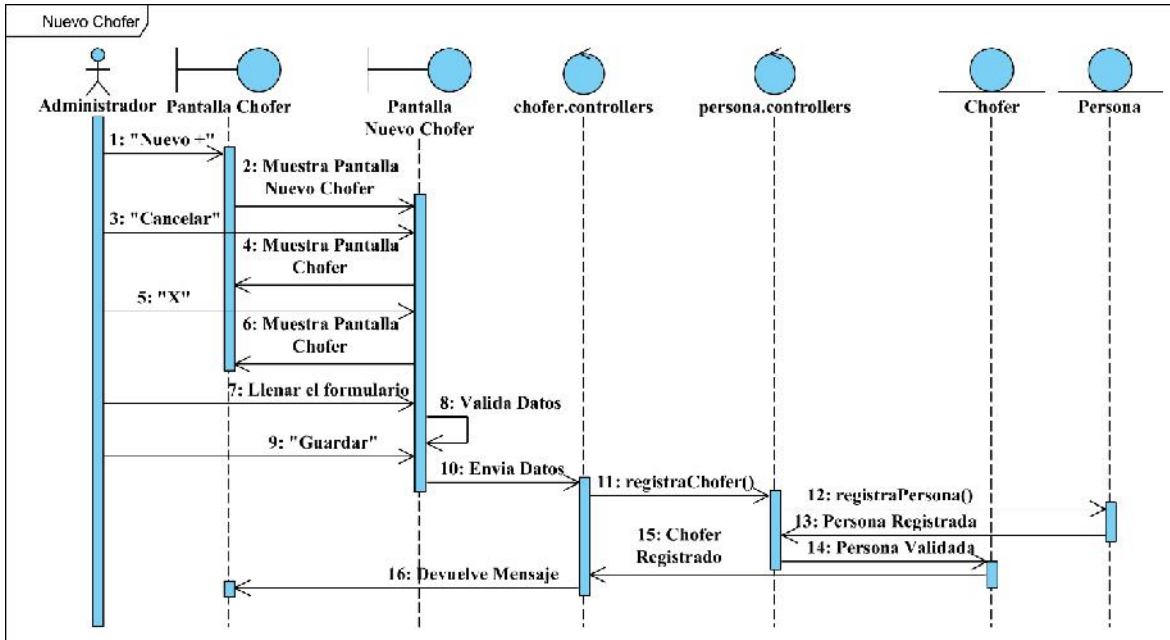 Nuevo Chofer
Administrador
Pantalla Chofer
Pantalla
Nuevo Chofer
chofer.controllers
persona.controllers
Chofer
Persona
1: "Nuevo +"
2: Muestra Pantalla
Nuevo Chofer
3: "Cancelar"
4: Muestra Pantalla
Chofer
5: "X"
6: Muestra Pantalla
Chofer
7: Llenar el formulario
8: Valida Datos
9: "Guardar"
10: Envia Datos
11: registraChofer()
12: registraPersona()
13: Persona Registrada
14: Persona Validada
15: Chofer
Registrado
16: Devuelve Mensaje